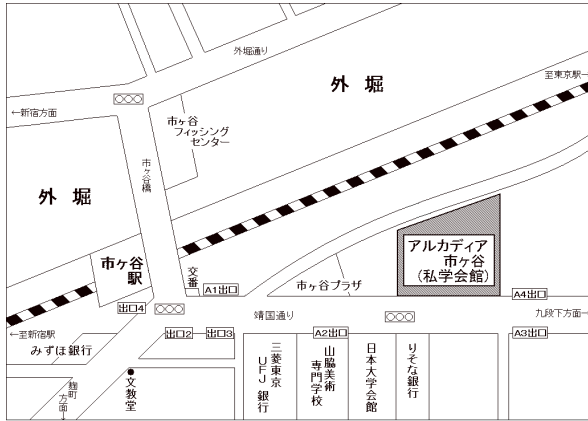 外堀通り
至東京駅→
外 堀
←新宿方面
市ヶ谷
フィッシング
センター
市ヶ谷橋
外 堀
アルカディア
市ヶ谷
(私学会館)
市ヶ谷
駅
交番
A1出口
市ヶ谷プラザ
A4出口
出口4
靖国通り
九段下方面→
←至新宿駅
出口2
出口3
A2出口
A3出口
みずほ銀行
三菱東京
UFJ銀行
山脇美術
専門学校
日本大学会館
りそな銀行
文教堂
麹町
方面
↓